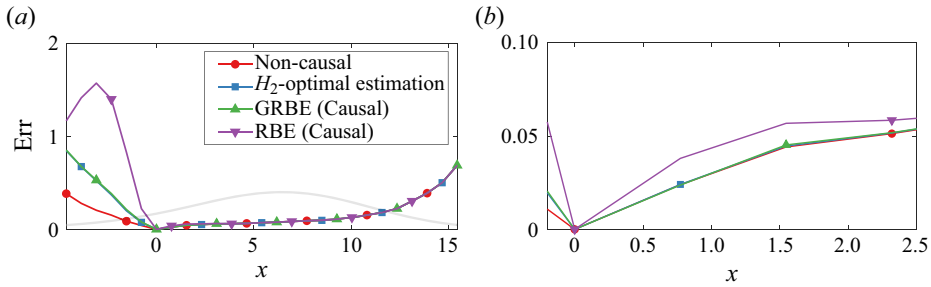 (a)
2
1
0
Err
Non-causal
H2-optimal estimation
GRBE (Causal)
RBE (Causal)
0 5 10 15
x
(b)
0.10
0.05
0
0 0.5 1.0 1.5 2.0 2.5
x